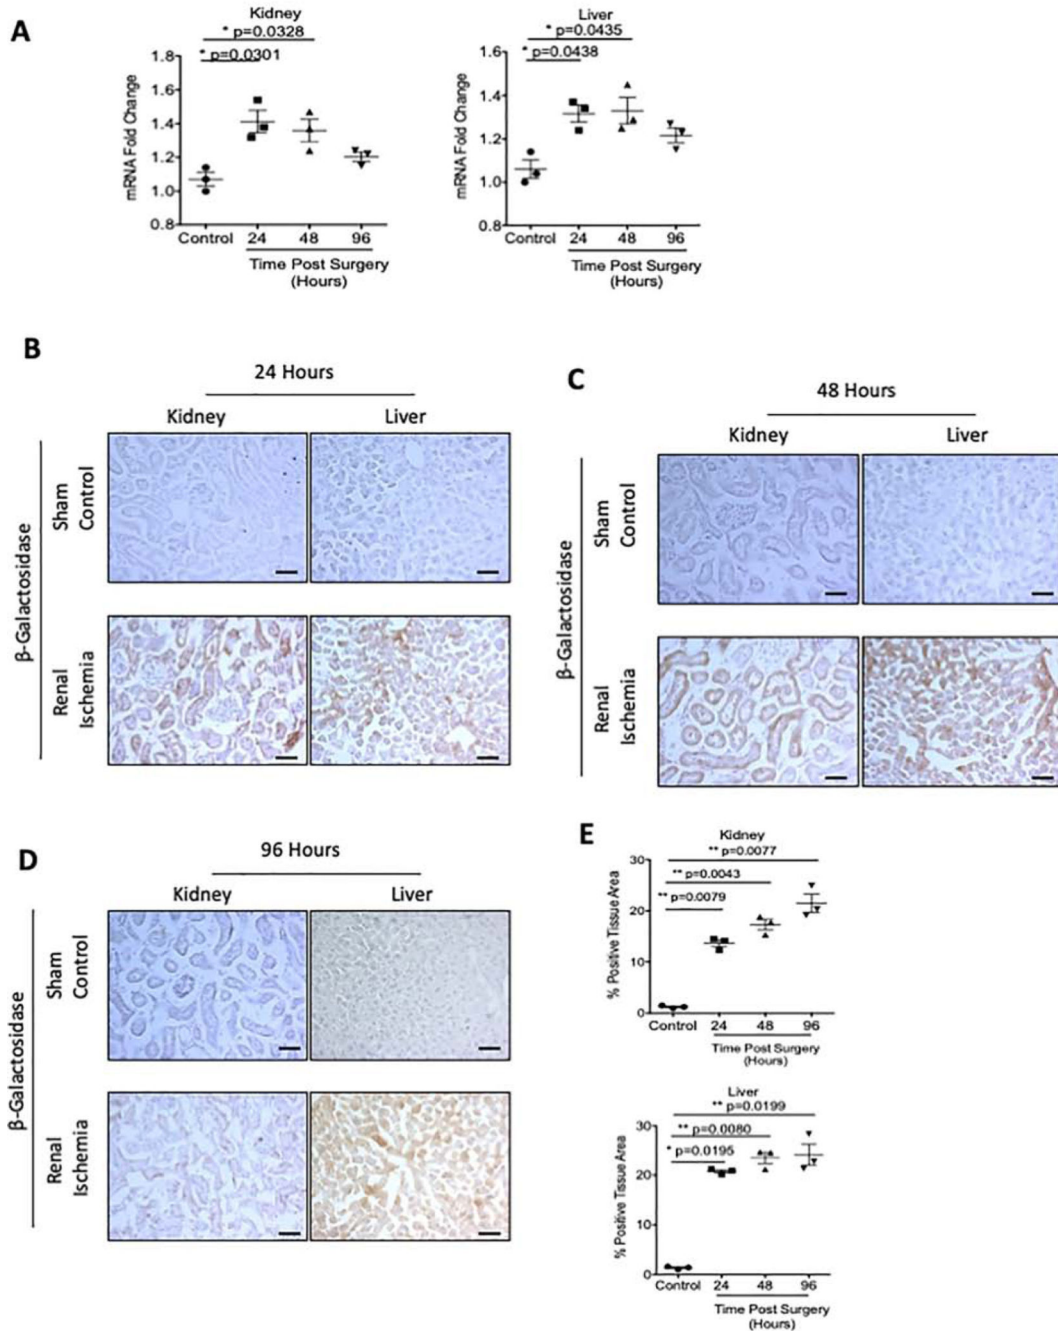 A
Kidney
* p=0.0328
* p=0.0301
1.8
1.6
1.4
1.2
1.0
0.8
mRNA Fold Change
Control
24
48
96
Time Post Surgery
(Hours)
Liver
* p=0.0435
* p=0.0438
1.6
1.4
1.2
1.0
0.8
mRNA Fold Change
Control
24
48
96
Time Post Surgery
(Hours)
B
24 Hours
Kidney
Liver
β-Galactosidase
Sham
Control
Renal
Ischemia
C
48 Hours
Kidney
Liver
β-Galactosidase
Sham
Control
Renal
Ischemia
D
96 Hours
Kidney
Liver
β-Galactosidase
Sham
Control
Renal
Ischemia
E
Kidney
** p=0.0077
** p=0.0043
** p=0.0079
30
20
10
0
% Positive Tissue Area
Control
24
48
96
Time Post Surgery
(Hours)
Liver
** p=0.0199
** p=0.0080
* p=0.0195
30
20
10
0
% Positive Tissue Area
Control
24
48
96
Time Post Surgery
(Hours)